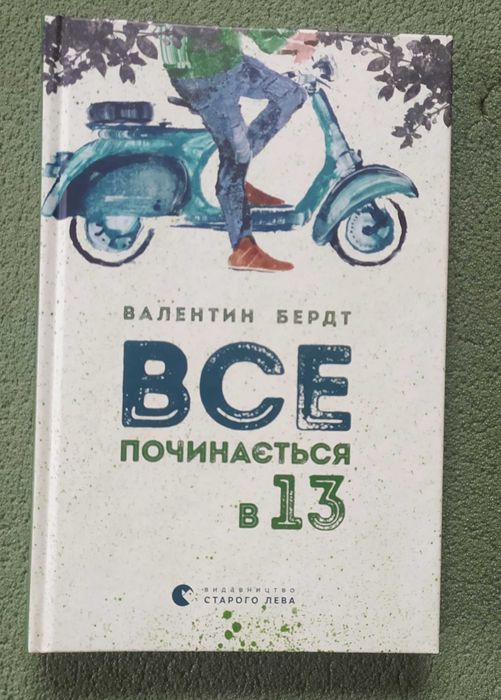 ВАЛЕНТИН БЕРДТ
ВСЕ
ПОЧИНАЄТЬСЯ
В 13
ВИДАВНИЦТВО
СТАРОГО ЛЕВА